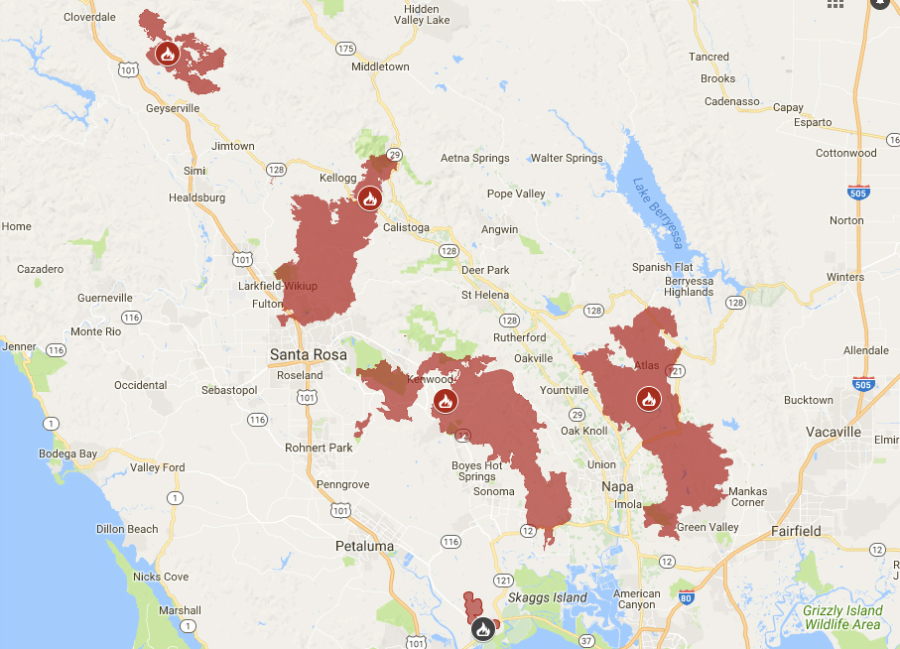 Hidden
Valley Lake
Cloverdale
175
Middletown
101
Tancred
Brooks
Cadenasso
Capay
Esparto
Geyserville
16
Jimtown
Cottonwood
29
Aetna Springs
Walter Springs
128
Simi
Kellogg
Lake Berryessa
505
Healdsburg
Pope Valley
Norton
Home
Calistoga
Angwin
128
101
Cazadero
Deer Park
Spanish Flat
Winters
Larkfield-Wikiup
Berryessa
Highlands
Guerneville
St Helena
128
Fulton
128
116
128
Monte Rio
Rutherford
Jenner
116
Santa Rosa
Oakville
Allendale
Atlas
121
Roseland
Kenwood
Occidental
Sebastopol
Yountville
505
101
Bucktown
29
116
1
Oak Knoll
Vacaville
12
Rohnert Park
Bodega Bay
Valley Ford
Boyes Hot
Springs
Union
Penngrove
Sonoma
Napa
Mankas
Corner
1
Imola
101
Dillon Beach
Green Valley
Fairfield
12
116
Petaluma
12
12
Nicks Cove
121
Skaggs Island
American
Canyon
80
Marshall
Grizzly Island
Wildlife Area
1
101
37